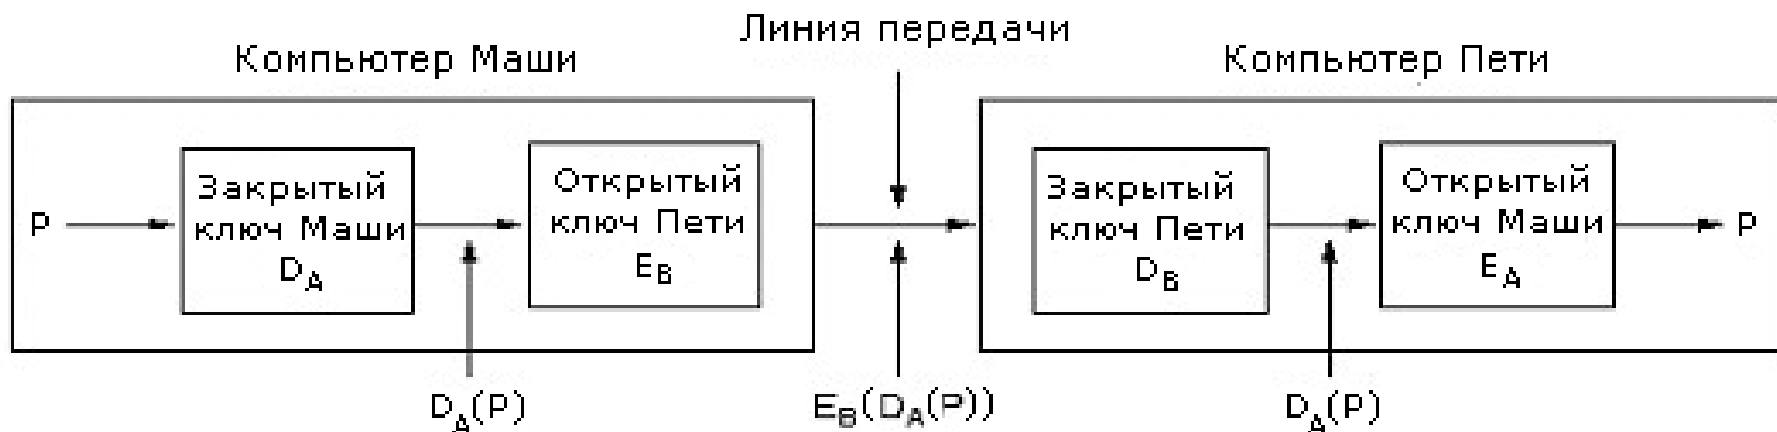 Линия передачи
Компьютер Маши
Компьютер Пети
P
Закрытый
ключ Маши
D_A
Открытый
ключ Пети
E_B
Закрытый
ключ Пети
D_B
Открытый
ключ Маши
E_A
P
D_A(P)
E_B(D_A(P))
D_A(P)